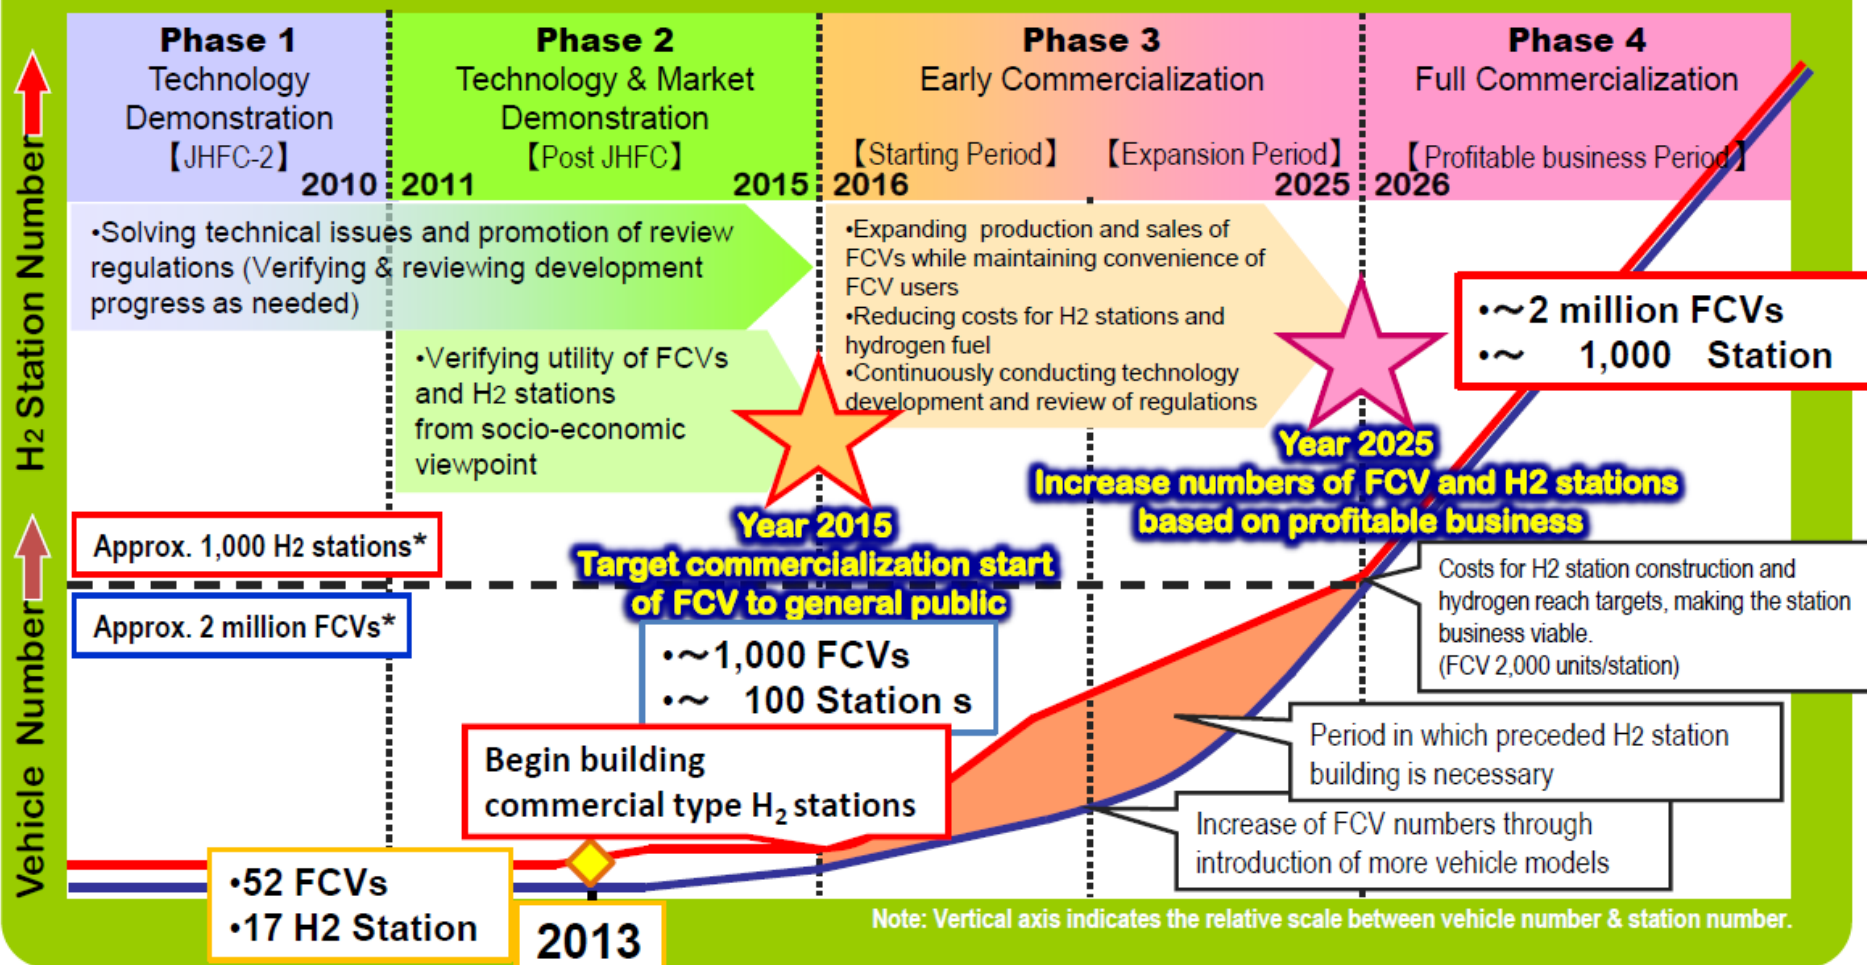 Phase 1
Technology
Demonstration
【JHFC-2】
2010
Phase 2
Technology & Market
Demonstration
【Post JHFC】
2011
2015
Phase 3
Early Commercialization
【Starting Period】
【Expansion Period】
2016
2025
Phase 4
Full Commercialization
【Profitable business Period】
2026
H2 Station Number
Vehicle Number
•Solving technical issues and promotion of review
regulations (Verifying & reviewing development
progress as needed)
•Verifying utility of FCVs
and H2 stations
from socio-economic
viewpoint
•Expanding production and sales of
FCVs while maintaining convenience of
FCV users
•Reducing costs for H2 stations and
hydrogen fuel
•Continuously conducting technology
development and review of regulations
•～2 million FCVs
•～ 1,000 Station
Year 2025
Increase numbers of FCV and H2 stations
based on profitable business
Year 2015
Target commercialization start
of FCV to general public
Approx. 1,000 H2 stations*
Approx. 2 million FCVs*
•～1,000 FCVs
•～ 100 Station s
Costs for H2 station construction and
hydrogen reach targets, making the station
business viable.
(FCV 2,000 units/station)
Begin building
commercial type H₂ stations
Period in which preceded H2 station
building is necessary
Increase of FCV numbers through
introduction of more vehicle models
•52 FCVs
•17 H2 Station
2013
Note: Vertical axis indicates the relative scale between vehicle number & station number.